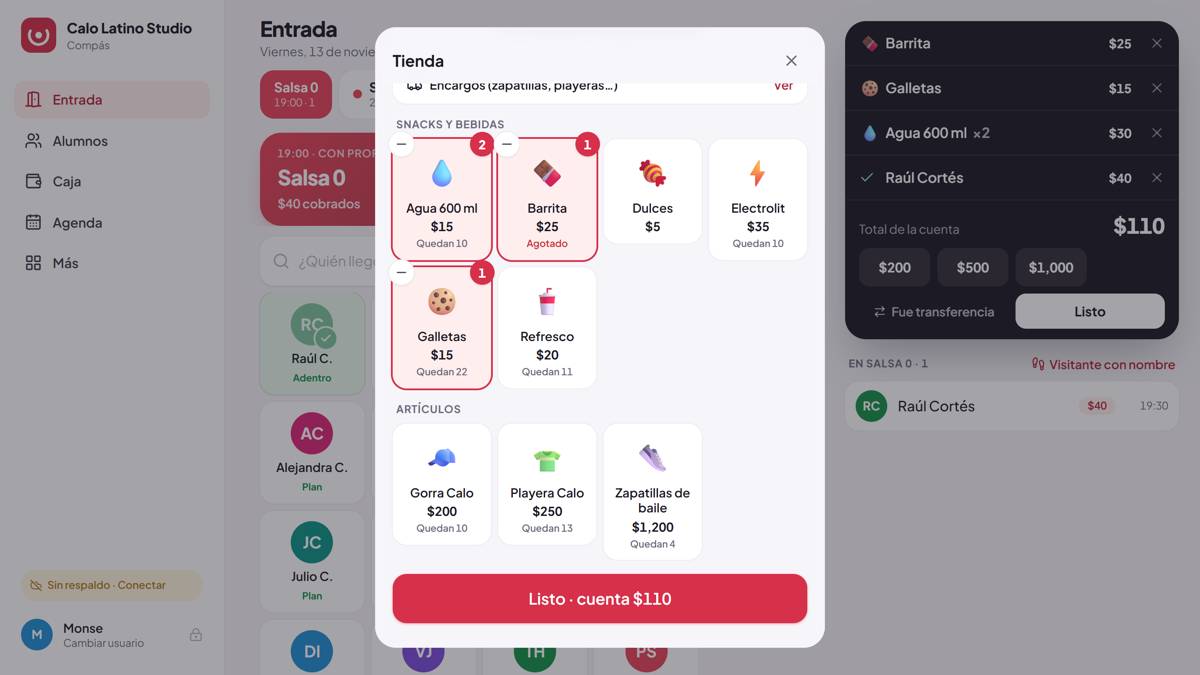 Calo Latino Studio
Compás
Entrada
Alumnos
Caja
Agenda
Más
Sin respaldo · Conectar
M
Monse
Cambiar usuario
Entrada
Viernes, 13 de novie
Salsa 0
19:00 · 1
S
2
19:00 · CON PROF
Salsa 0
$40 cobrados
¿Quién lleg
RC
Raúl C.
Adentro
AC
Alejandra C.
Plan
JC
Julio C.
Plan
DI
VJ
TH
PS
Tienda
Encargos (zapatillas, playeras…)
Ver
SNACKS Y BEBIDAS
2
Agua 600 ml
$15
Quedan 10
1
Barrita
$25
Agotado
Dulces
$5
Electrolit
$35
Quedan 10
1
Galletas
$15
Quedan 22
Refresco
$20
Quedan 11
ARTÍCULOS
Gorra Calo
$200
Quedan 10
Playera Calo
$250
Quedan 13
Zapatillas de
baile
$1,200
Quedan 4
Listo · cuenta $110
Barrita $25
Galletas $15
Agua 600 ml ×2 $30
Raúl Cortés $40
Total de la cuenta $110
$200 $500 $1,000
Fue transferencia Listo
EN SALSA 0 · 1 Visitante con nombre
RC Raúl Cortés $40 19:30